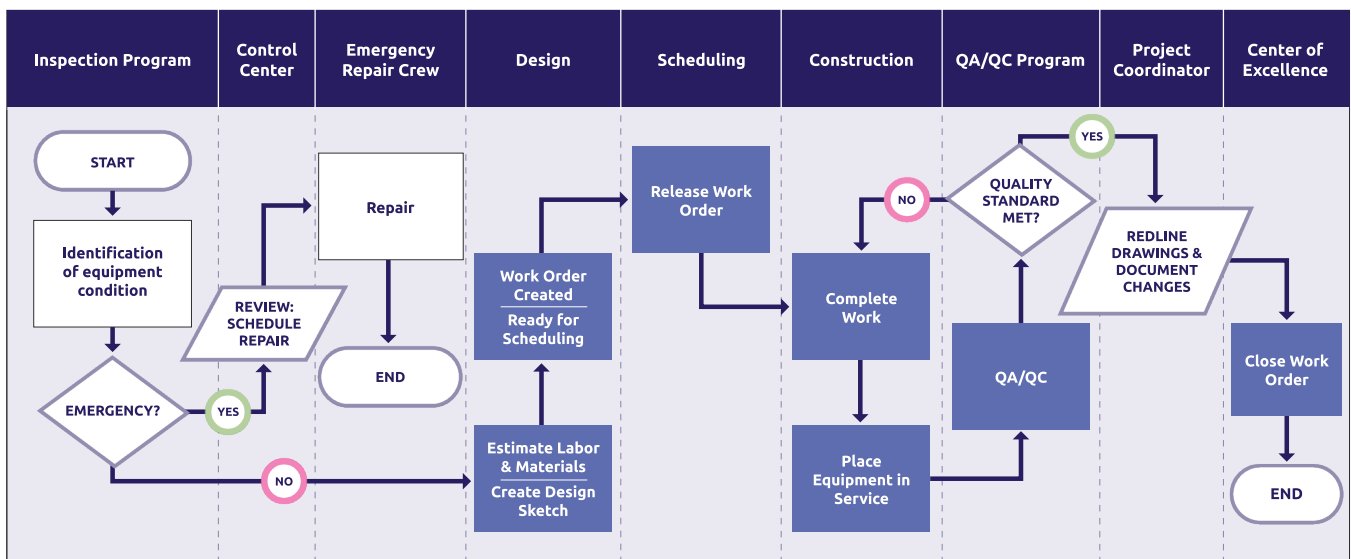 Inspection Program
Control
Center
Emergency
Repair Crew
Design
Scheduling
Construction
QA/QC Program
Project
Coordinator
Center of
Excellence
START
Identification
of equipment
condition
EMERGENCY?
YES
NO
REVIEW:
SCHEDULE
REPAIR
Repair
END
Estimate Labor
& Materials
Create Design
Sketch
Work Order
Created
Ready for
Scheduling
Release Work
Order
Complete
Work
Place
Equipment in
Service
QA/QC
QUALITY
STANDARD
MET?
NO
YES
REDLINE
DRAWINGS &
DOCUMENT
CHANGES
Close Work
Order
END